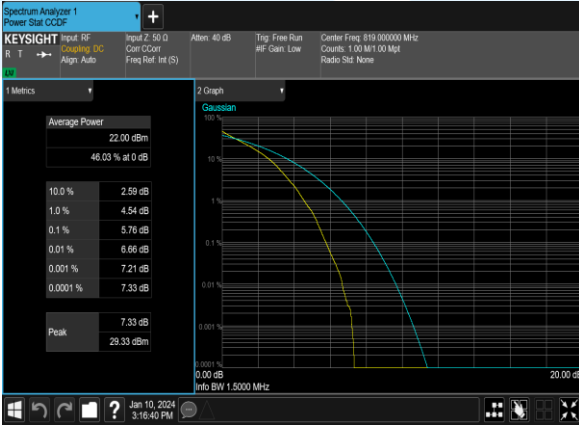 Spectrum Analyzer 1
Power Stat CCDF
+
KEYSIGHT
R T
LV
Input: RF
Coupling: DC
Align: Auto
Input Z: 50 Ω
Corr CCorr
Freq Ref: Int (S)
Atten: 40 dB
Trig: Free Run
#IF Gain: Low
Center Freq: 819.000000 MHz
Counts: 1.00 M/1.00 Mpt
Radio Std: None
1 Metrics
Average Power
22.00 dBm
46.03 % at 0 dB
10.0 % 2.59 dB
1.0 % 4.54 dB
0.1 % 5.76 dB
0.01 % 6.66 dB
0.001 % 7.21 dB
0.0001 % 7.33 dB
Peak
7.33 dB
29.33 dBm
2 Graph
Gaussian
100 %
10 %
1 %
0.1 %
0.01 %
0.001 %
0.0001 %
0.00 dB 20.00 dB
Info BW 1.5000 MHz
?
Jan 10, 2024
3:16:40 PM